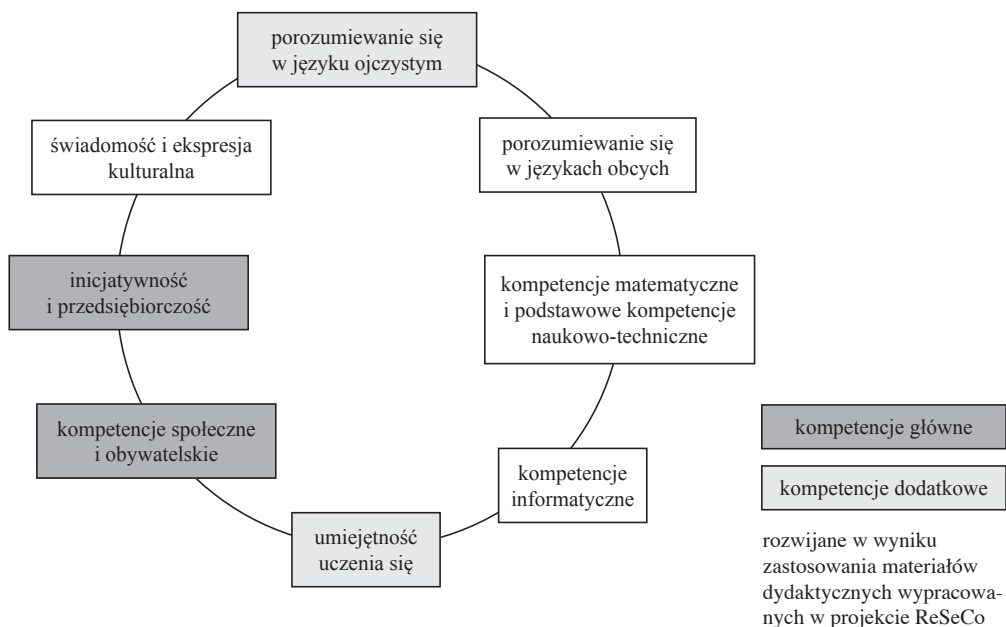 porozumiewanie się
w języku ojczystym
świadomość i ekspresja
kulturalna
porozumiewanie się
w językach obcych
inicjatywność
i przedsiębiorczość
kompetencje matematyczne
i podstawowe kompetencje
naukowo-techniczne
kompetencje społeczne
i obywatelskie
kompetencje
informatyczne
umiejętność
uczenia się
kompetencje główne
kompetencje dodatkowe
rozwijane w wyniku
zastosowania materiałów
dydaktycznych wypracowa-
nych w projekcie ReSeCo